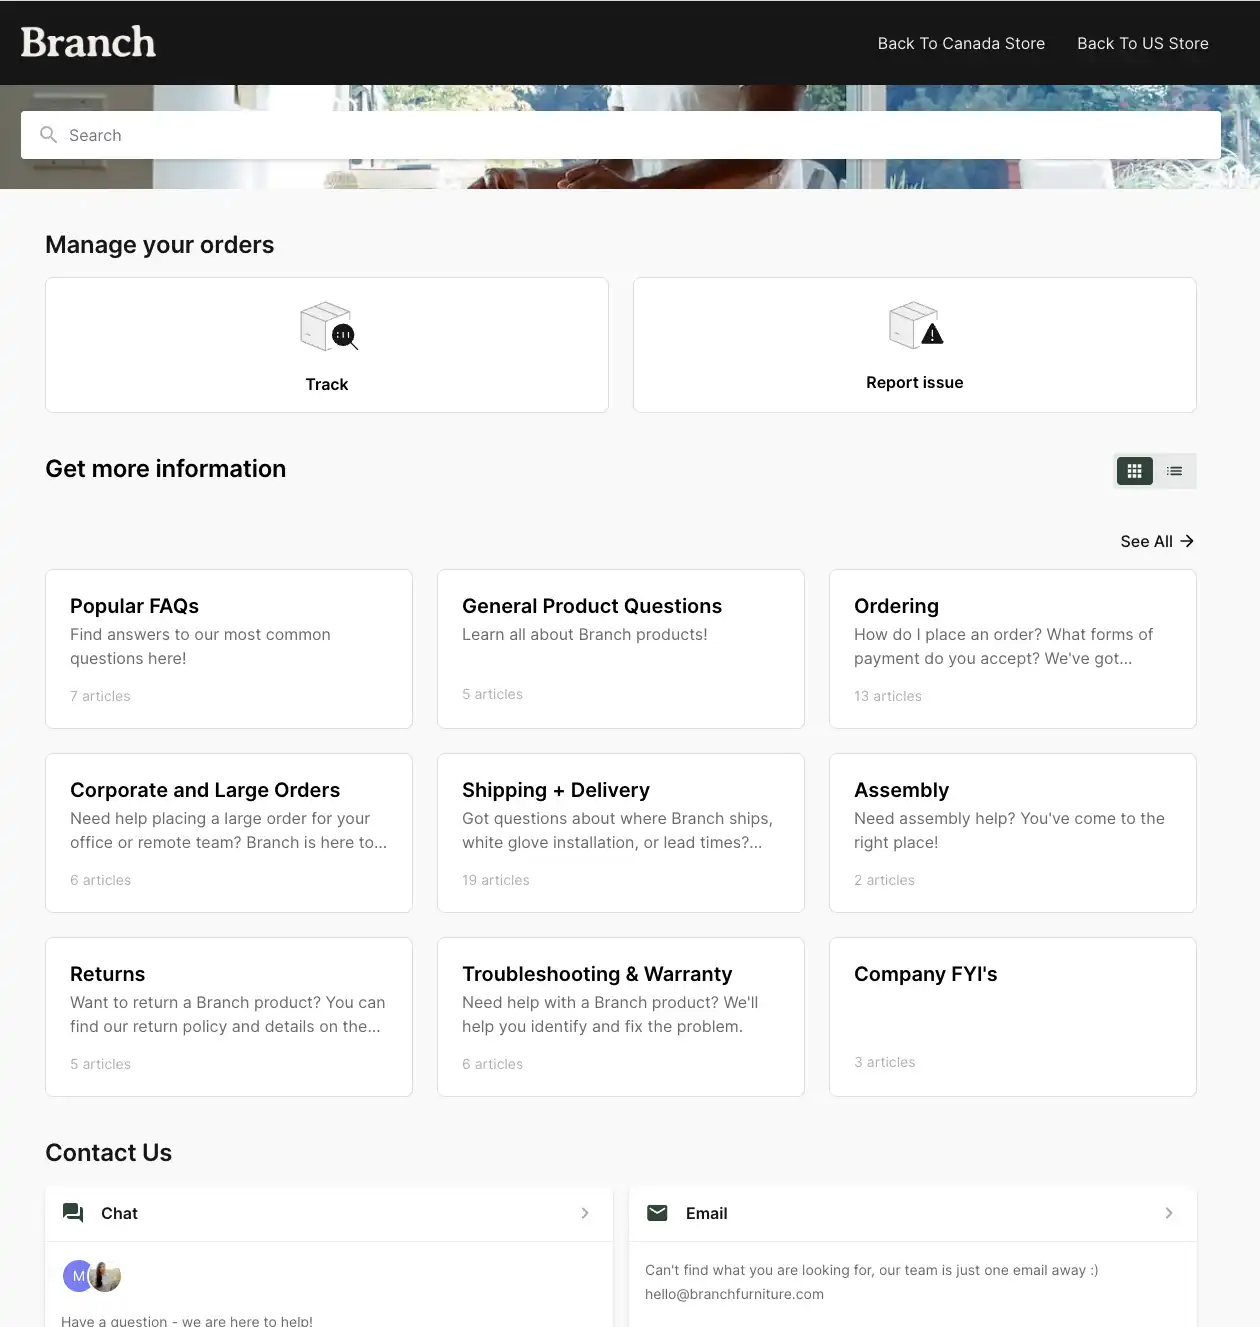 Branch
Back To Canada Store
Back To US Store
Search
Manage your orders
Track
Report issue
Get more information
See All
Popular FAQs
Find answers to our most common
questions here!
7 articles
General Product Questions
Learn all about Branch products!
5 articles
Ordering
How do I place an order? What forms of
payment do you accept? We've got...
13 articles
Corporate and Large Orders
Need help placing a large order for your
office or remote team? Branch is here to...
6 articles
Shipping + Delivery
Got questions about where Branch ships,
white glove installation, or lead times?...
19 articles
Assembly
Need assembly help? You've come to the
right place!
2 articles
Returns
Want to return a Branch product? You can
find our return policy and details on the...
5 articles
Troubleshooting & Warranty
Need help with a Branch product? We'll
help you identify and fix the problem.
6 articles
Company FYI's
3 articles
Contact Us
Chat
M
Have a question - we are here to help!
Email
Can't find what you are looking for, our team is just one email away :)
hello@branchfurniture.com